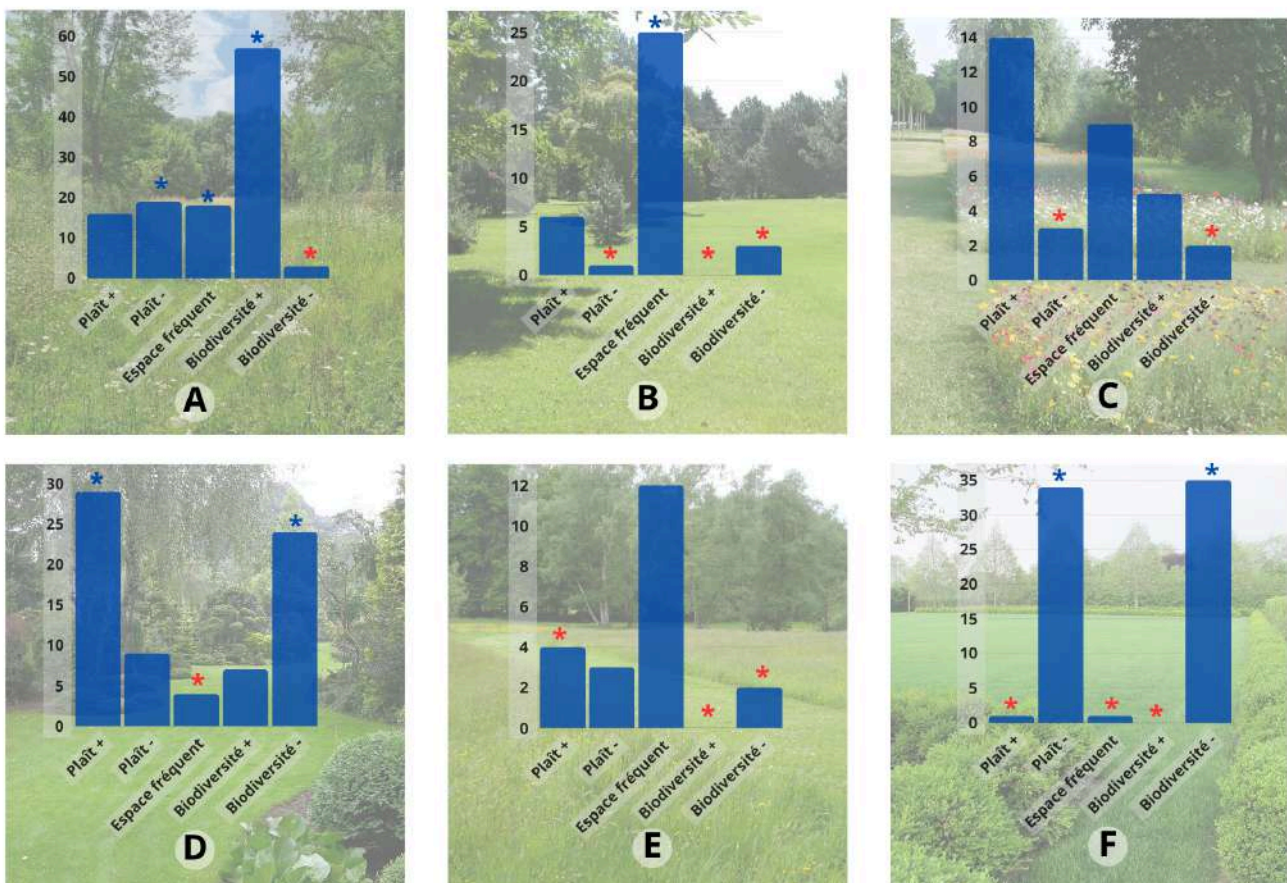 60
50
40
30
20
10
0
*
*
*
*
Plaît +
Plaît -
Espace fréquent
Biodiversité +
Biodiversité -
A
25
20
15
10
5
0
*
*
*
*
Plaît +
Plaît -
Espace fréquent
Biodiversité +
Biodiversité -
B
14
12
10
8
6
4
2
0
*
*
Plaît +
Plaît -
Espace fréquent
Biodiversité +
Biodiversité -
C
30
25
20
15
10
5
0
*
*
*
Plaît +
Plaît -
Espace fréquent
Biodiversité +
Biodiversité -
D
12
10
8
6
4
2
0
*
*
*
Plaît +
Plaît -
Espace fréquent
Biodiversité +
Biodiversité -
E
35
30
25
20
15
10
5
0
*
*
*
*
*
Plaît +
Plaît -
Espace fréquent
Biodiversité +
Biodiversité -
F